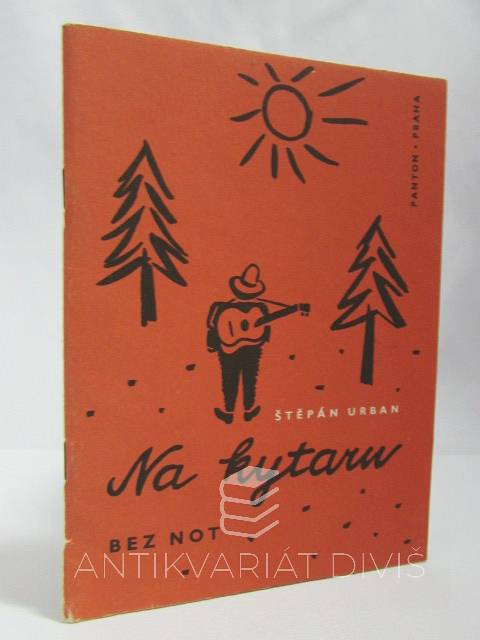 PANTON • PRAHA
ŠTĚPÁN URBAN
Na kytaru
BEZ NOT
ANTIKVARIÁT DIVIŠ